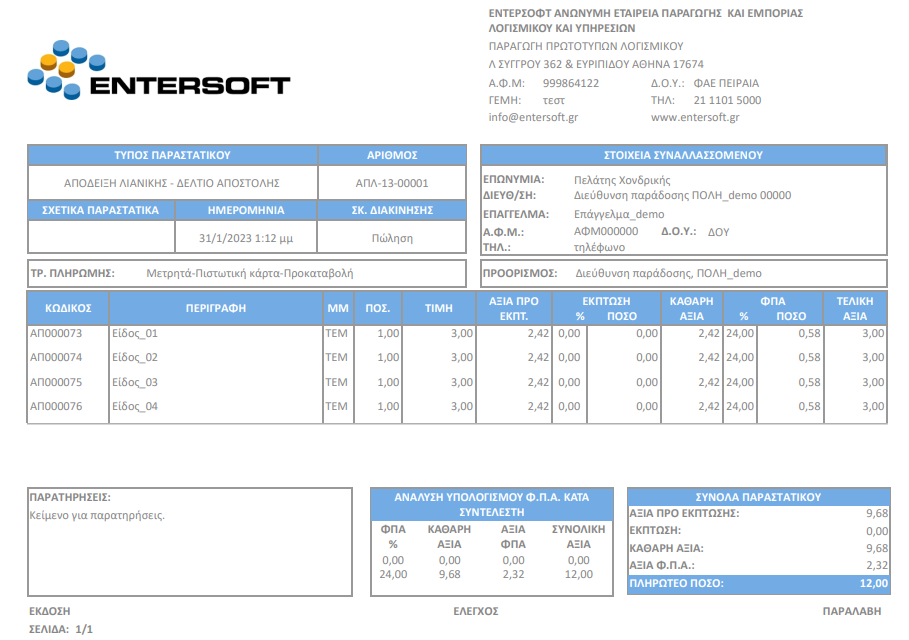 ENTERSOFT
ΕΝΤΕΡΣΟΦΤ ΑΝΩΝΥΜΗ ΕΤΑΙΡΕΙΑ ΠΑΡΑΓΩΓΗΣ ΚΑΙ ΕΜΠΟΡΙΑΣ
ΛΟΓΙΣΜΙΚΟΥ ΚΑΙ ΥΠΗΡΕΣΙΩΝ
ΠΑΡΑΓΩΓΗ ΠΡΩΤΟΤΥΠΩΝ ΛΟΓΙΣΜΙΚΟΥ
Λ ΣΥΓΓΡΟΥ 362 & ΕΥΡΙΠΙΔΟΥ ΑΘΗΝΑ 17674
Α.Φ.Μ: 999864122 Δ.Ο.Υ.: ΦΑΕ ΠΕΙΡΑΙΑ
ΓΕΜΗ: τεστ ΤΗΛ: 21 1101 5000
info@entersoft.gr www.entersoft.gr
ΤΥΠΟΣ ΠΑΡΑΣΤΑΤΙΚΟΥ ΑΡΙΘΜΟΣ
ΑΠΟΔΕΙΞΗ ΛΙΑΝΙΚΗΣ - ΔΕΛΤΙΟ ΑΠΟΣΤΟΛΗΣ ΑΠΛ-13-00001
ΣΧΕΤΙΚΑ ΠΑΡΑΣΤΑΤΙΚΑ ΗΜΕΡΟΜΗΝΙΑ ΣΚ. ΔΙΑΚΙΝΗΣΗΣ
31/1/2023 1:12 μμ Πώληση
ΣΤΟΙΧΕΙΑ ΣΥΝΑΛΛΑΣΣΟΜΕΝΟΥ
ΕΠΩΝΥΜΙΑ: Πελάτης Χονδρικής
ΔΙΕΥΘ/ΣΗ: Διεύθυνση παράδοσης ΠΟΛΗ_demo 00000
ΕΠΑΓΓΕΛΜΑ: Επάγγελμα_demo
Α.Φ.Μ.: ΑΦΜ000000 Δ.Ο.Υ.: ΔΟΥ
ΤΗΛ.: τηλέφωνο
ΤΡ. ΠΛΗΡΩΜΗΣ: Μετρητά-Πιστωτική κάρτα-Προκαταβολή
ΠΡΟΟΡΙΣΜΟΣ: Διεύθυνση παράδοσης, ΠΟΛΗ_demo
ΚΩΔΙΚΟΣ ΠΕΡΙΓΡΑΦΗ ΜΜ ΠΟΣ. ΤΙΜΗ ΑΞΙΑ ΠΡΟ ΕΚΠΤ. ΕΚΠΤΩΣΗ % ΠΟΣΟ ΚΑΘΑΡΗ ΑΞΙΑ ΦΠΑ % ΠΟΣΟ ΤΕΛΙΚΗ ΑΞΙΑ
ΑΠ000073 Είδος_01 ΤΕΜ 1,00 3,00 2,42 0,00 0,00 2,42 24,00 0,58 3,00
ΑΠ000074 Είδος_02 ΤΕΜ 1,00 3,00 2,42 0,00 0,00 2,42 24,00 0,58 3,00
ΑΠ000075 Είδος_03 ΤΕΜ 1,00 3,00 2,42 0,00 0,00 2,42 24,00 0,58 3,00
ΑΠ000076 Είδος_04 ΤΕΜ 1,00 3,00 2,42 0,00 0,00 2,42 24,00 0,58 3,00
ΠΑΡΑΤΗΡΗΣΕΙΣ:
Κείμενο για παρατηρήσεις.
ΑΝΑΛΥΣΗ ΥΠΟΛΟΓΙΣΜΟΥ Φ.Π.Α. ΚΑΤΑ
ΣΥΝΤΕΛΕΣΤΗ
ΦΠΑ ΚΑΘΑΡΗ ΑΞΙΑ ΣΥΝΟΛΙΚΗ
% ΑΞΙΑ ΦΠΑ ΑΞΙΑ
0,00 0,00 0,00 0,00
24,00 9,68 2,32 12,00
ΣΥΝΟΛΑ ΠΑΡΑΣΤΑΤΙΚΟΥ
ΑΞΙΑ ΠΡΟ ΕΚΠΤΩΣΗΣ: 9,68
ΕΚΠΤΩΣΗ: 0,00
ΚΑΘΑΡΗ ΑΞΙΑ: 9,68
ΑΞΙΑ Φ.Π.Α.: 2,32
ΠΛΗΡΩΤΕΟ ΠΟΣΟ: 12,00
ΕΚΔΟΣΗ ΕΛΕΓΧΟΣ ΠΑΡΑΛΑΒΗ
ΣΕΛΙΔΑ: 1/1